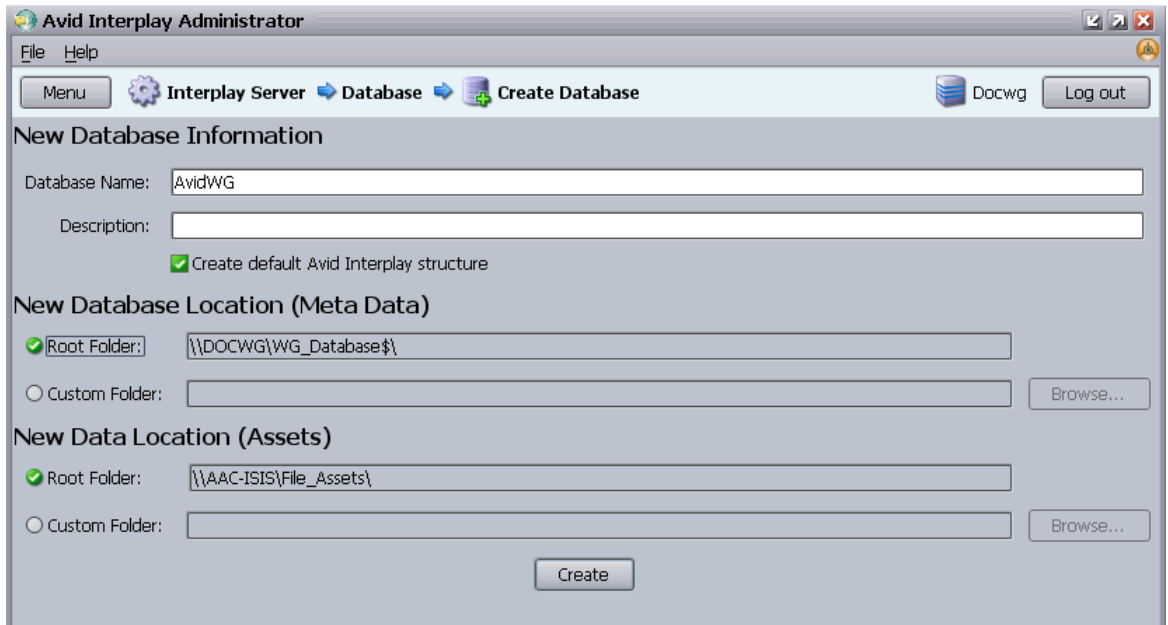 Avid Interplay Administrator
File Help
Menu Interplay Server Database Create Database Docwg Log out
New Database Information
Database Name: AvidWG
Description:
Create default Avid Interplay structure
New Database Location (Meta Data)
Root Folder: \\DOCWG\WG_Database$\
Custom Folder: Browse...
New Data Location (Assets)
Root Folder: \\AAC-ISIS\File_Assets\
Custom Folder: Browse...
Create